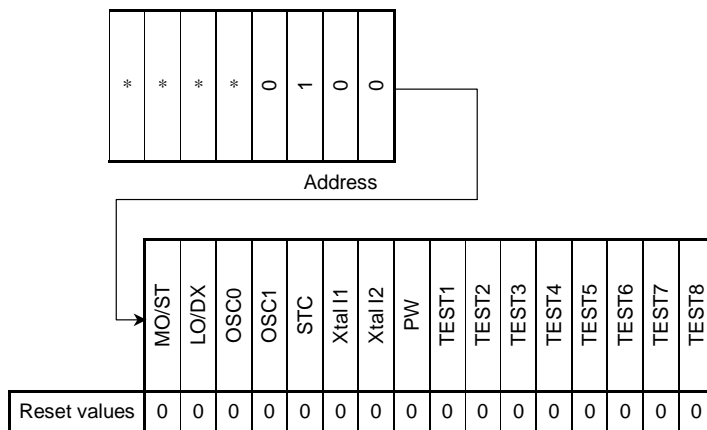 * * * * 0 1 0 0
Address
MO/ST LO/DX OSC0 OSC1 STC Xtal I1 Xtal I2 PW TEST1 TEST2 TEST3 TEST4 TEST5 TEST6 TEST7 TEST8
Reset values 0 0 0 0 0 0 0 0 0 0 0 0 0 0 0 0